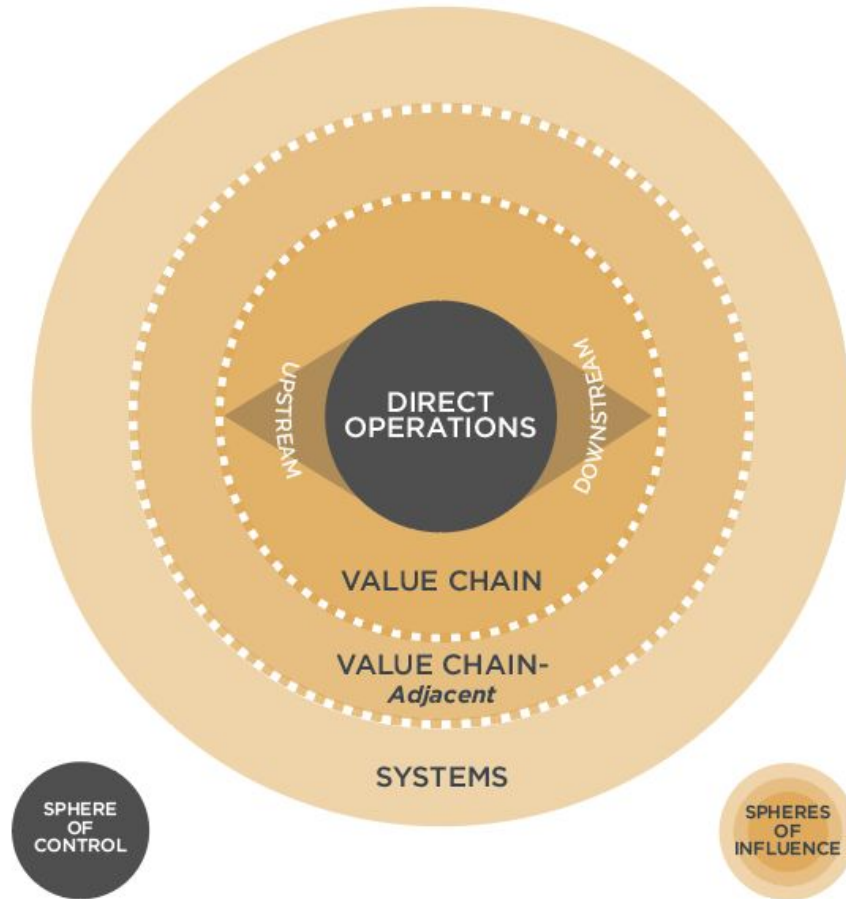 UPSTREAM
DIRECT
OPERATIONS
DOWNSTREAM
VALUE CHAIN
VALUE CHAIN-
Adjacent
SYSTEMS
SPHERE
OF
CONTROL
SPHERES
OF
INFLUENCE